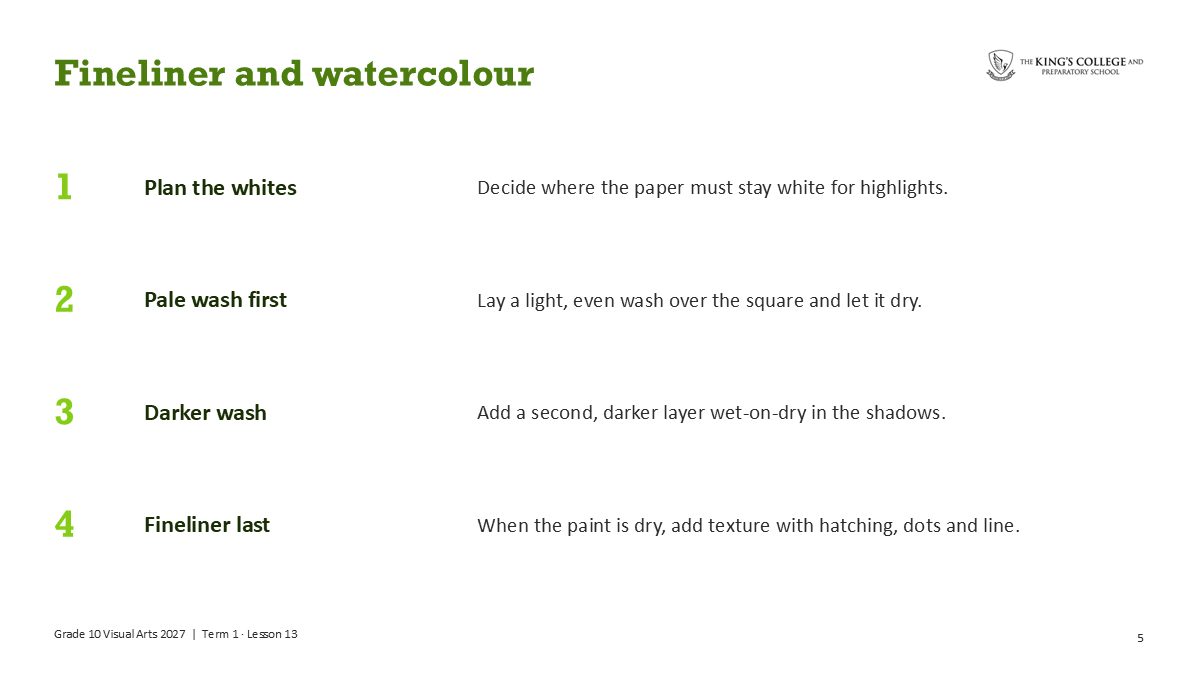 Fineliner and watercolour
THE KING'S COLLEGE AND
PREPARATORY SCHOOL
1 Plan the whites Decide where the paper must stay white for highlights.
2 Pale wash first Lay a light, even wash over the square and let it dry.
3 Darker wash Add a second, darker layer wet-on-dry in the shadows.
4 Fineliner last When the paint is dry, add texture with hatching, dots and line.
Grade 10 Visual Arts 2027 | Term 1 · Lesson 13
5